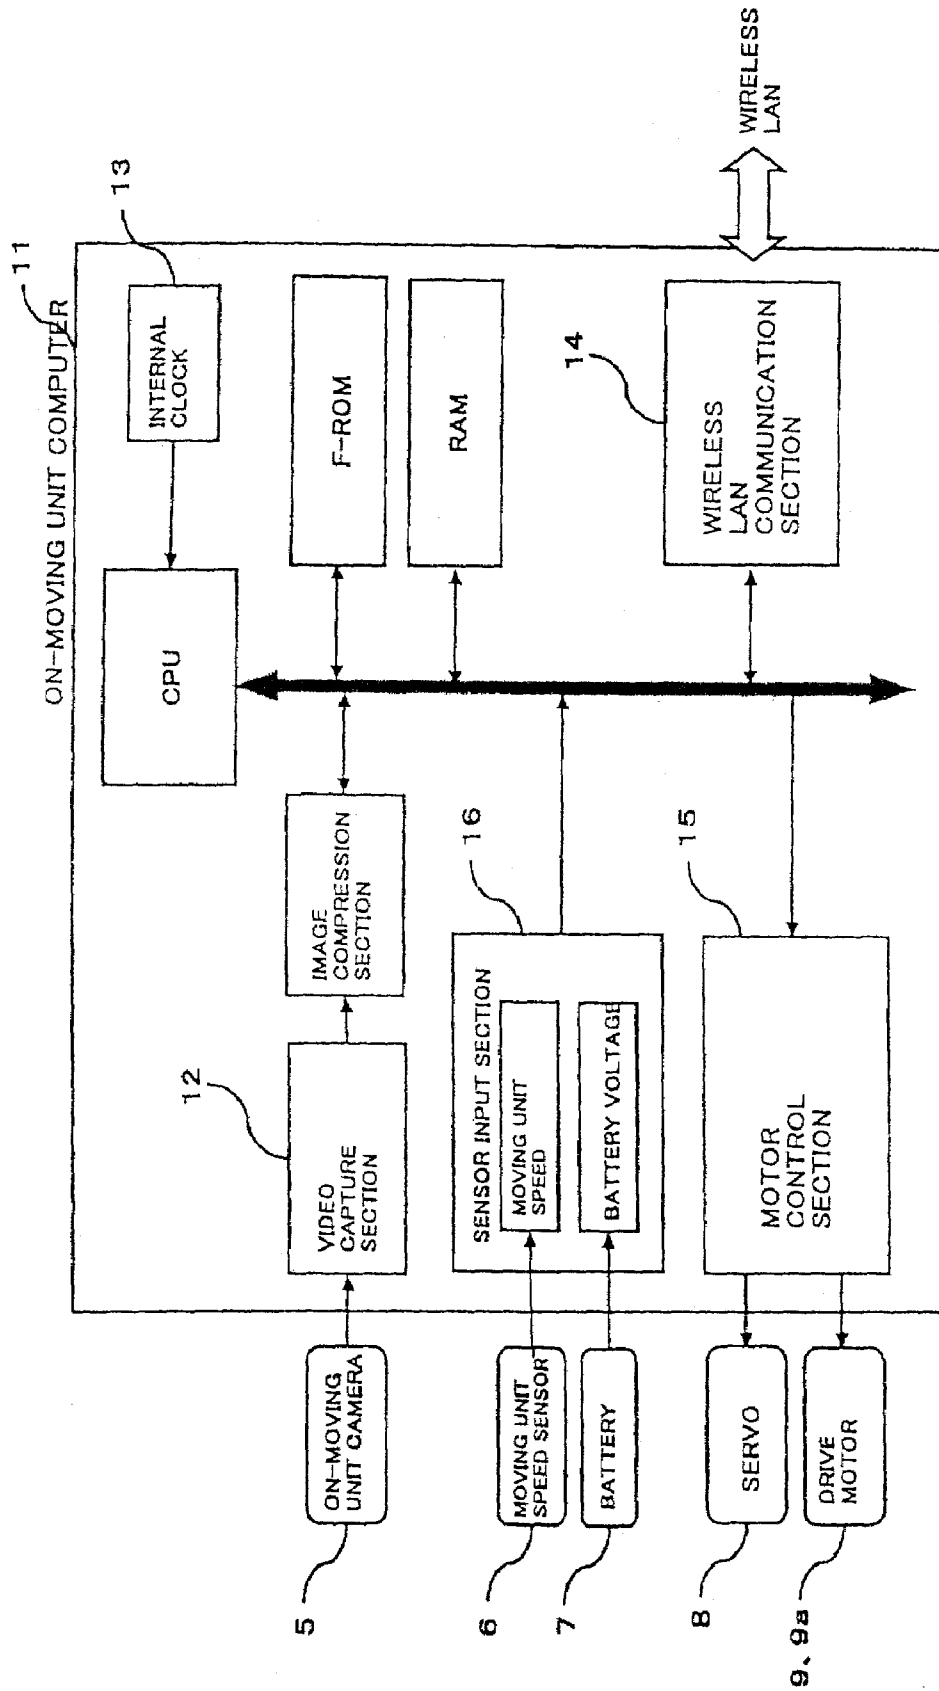 ON-MOVING UNIT COMPUTER
11
5
ON-MOVING
UNIT CAMERA
12
VIDEO
CAPTURE
SECTION
IMAGE
COMPRESSION
SECTION
CPU
INTERNAL
CLOCK
13
F-ROM
RAM
6
MOVING UNIT
SPEED SENSOR
7
BATTERY
SENSOR INPUT SECTION
MOVING UNIT
SPEED
BATTERY VOLTAGE
16
WIRELESS
LAN
COMMUNICATION
SECTION
14
WIRELESS
LAN
8
SERVO
9、9a
DRIVE
MOTOR
MOTOR
CONTROL
SECTION
15